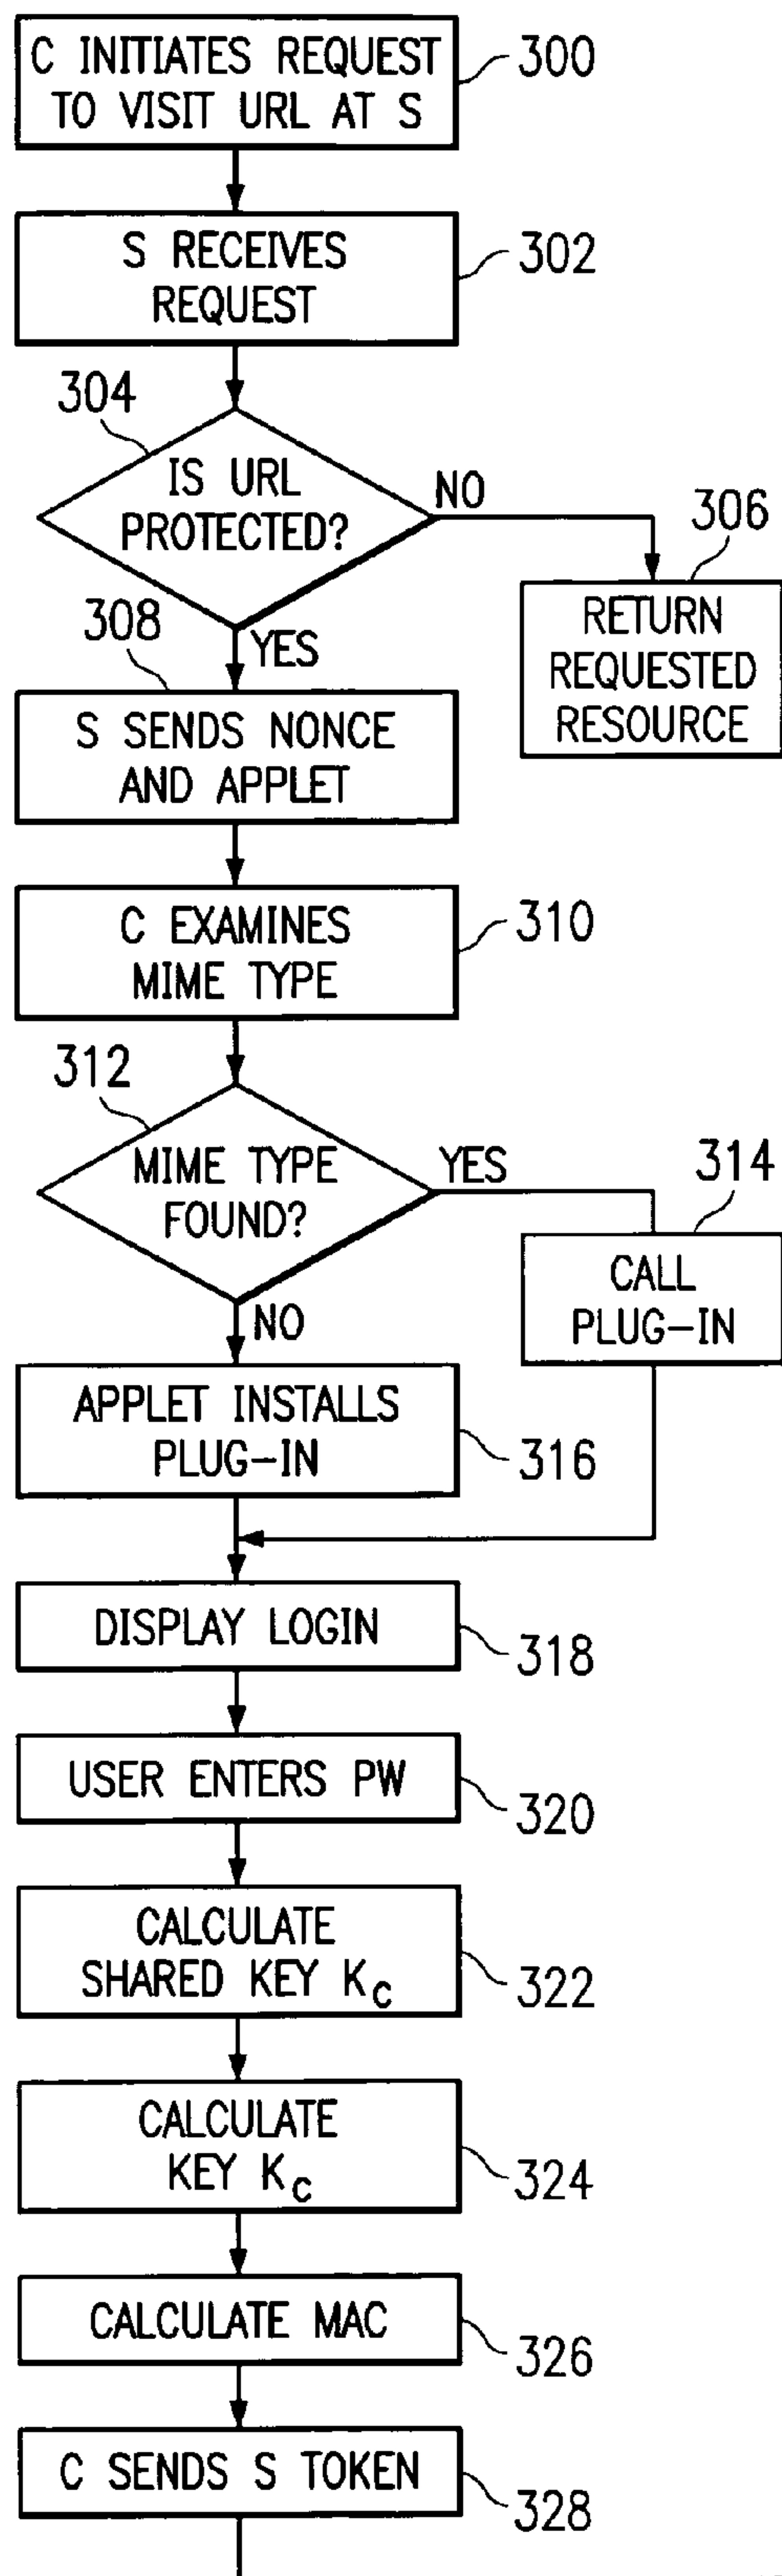 C INITIATES REQUEST
TO VISIT URL AT S
300
S RECEIVES
REQUEST
302
304
IS URL
PROTECTED?
NO
306
RETURN
REQUESTED
RESOURCE
308
YES
S SENDS NONCE
AND APPLET
C EXAMINES
MIME TYPE
310
312
MIME TYPE
FOUND?
YES
314
CALL
PLUG-IN
NO
APPLET INSTALLS
PLUG-IN
316
DISPLAY LOGIN
318
USER ENTERS PW
320
CALCULATE
SHARED KEY KC
322
CALCULATE
KEY KC
324
CALCULATE MAC
326
C SENDS S TOKEN
328